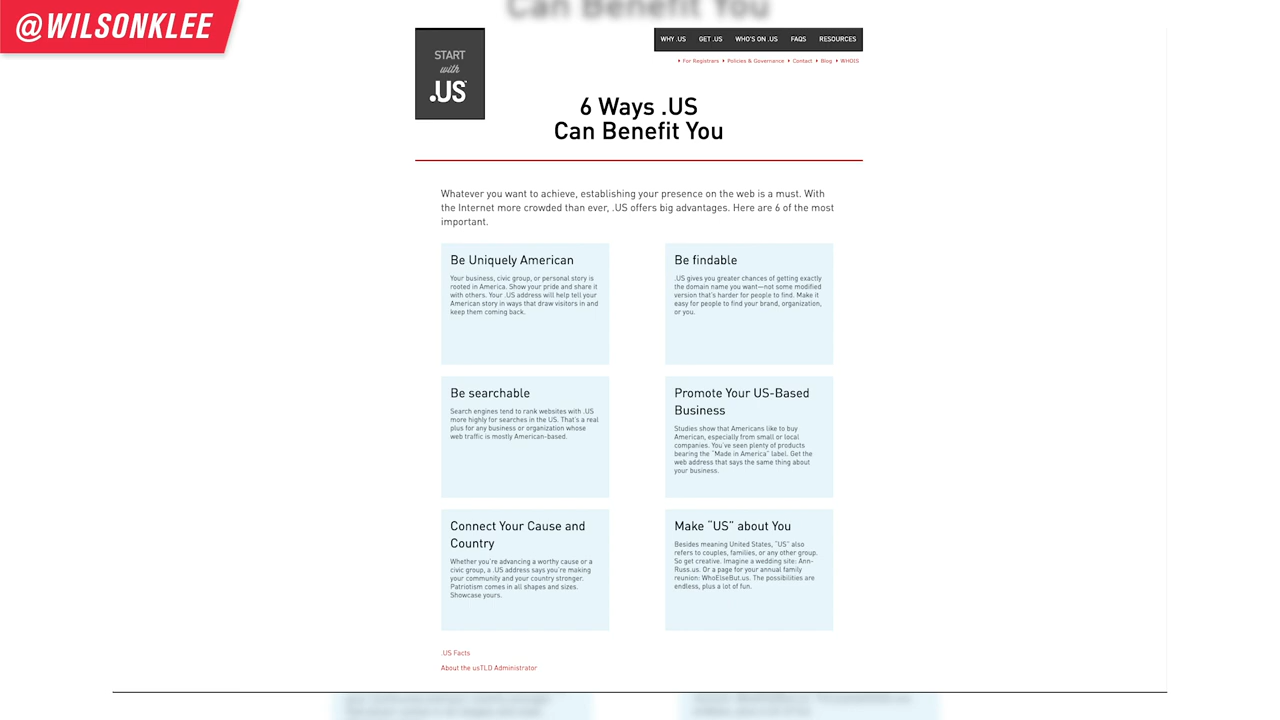 @WILSONKLEE
Can Benefit You
START
with
.US
WHY .US GET .US WHO'S ON .US FAQS RESOURCES
For Registrars Policies & Governance Contact Blog WHOIS
6 Ways .US
Can Benefit You
Whatever you want to achieve, establishing your presence on the web is a must. With
the Internet more crowded than ever, .US offers big advantages. Here are 6 of the most
important.
Be Uniquely American
Your business, civic group, or personal story is
rooted in America. Show your pride and share it
with others. Your .US address will help tell your
American story in ways that draw visitors in and
keep them coming back.
Be findable
.US gives you greater chances of getting exactly
the domain name you want—not some modified
version that's harder for people to find. Make it
easy for people to find your brand, organization,
or you.
Be searchable
Search engines tend to rank websites with .US
more highly for searches in the US. That's a real
plus for any business or organization whose
web traffic is mostly American-based.
Promote Your US-Based
Business
Studies show that Americans like to buy
American, especially from small or local
companies. You've seen plenty of products
bearing the "Made in America" label. Get the
web address that says the same thing about
your business.
Connect Your Cause and
Country
Whether you're advancing a worthy cause or a
civic group, a .US address says you're making
your community and your country stronger.
Patriotism comes in all shapes and sizes.
Showcase yours.
Make "US" about You
Besides meaning United States, "US" also
refers to couples, families, or any other group.
So get creative. Imagine a wedding site: Ann-
Russ.us. Or a page for your annual family
reunion: WhoElseBut.us. The possibilities are
endless, plus a lot of fun.
.US Facts
About the usTLD Administrator